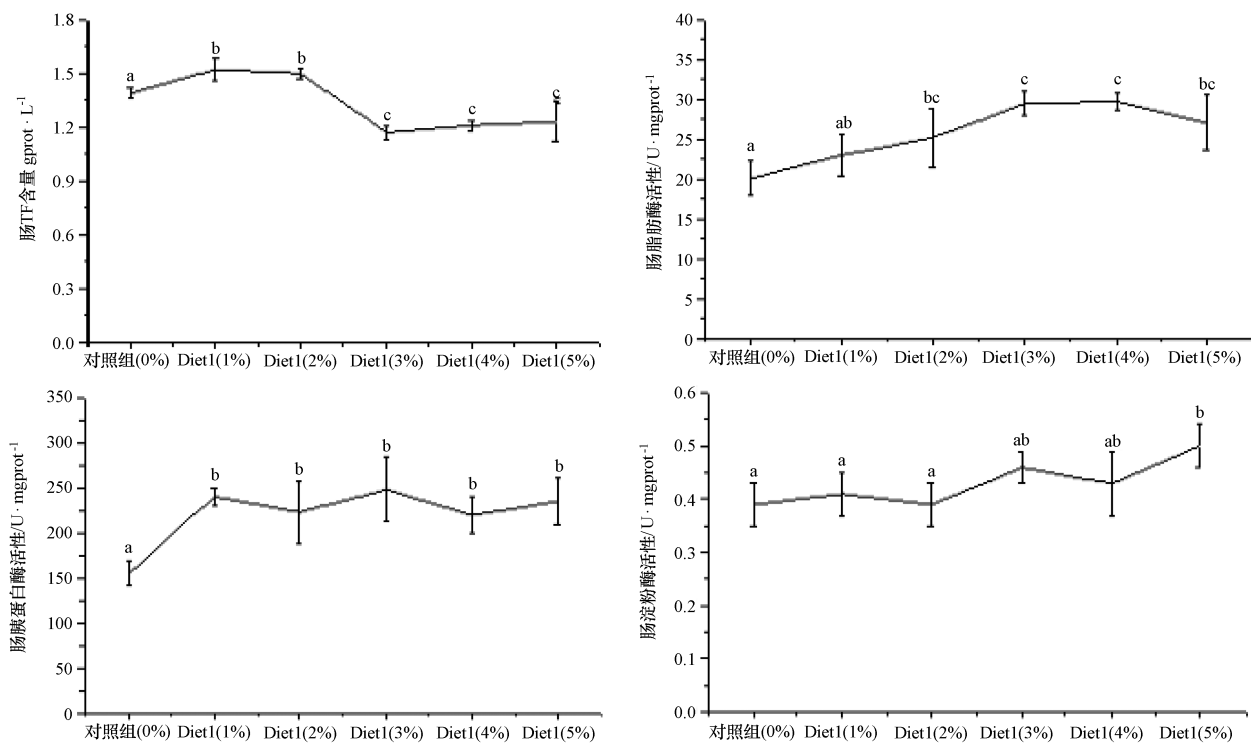 肠TF含量 gprot · L⁻¹
1.8
1.5
1.2
0.9
0.6
0.3
0.0
a
b
b
c
c
c
对照组(0%) Diet1(1%) Diet1(2%) Diet1(3%) Diet1(4%) Diet1(5%)
肠脂肪酶活性/U · mgprot⁻¹
40
35
30
25
20
15
10
5
0
a
ab
bc
c
c
bc
对照组(0%) Diet1(1%) Diet1(2%) Diet1(3%) Diet1(4%) Diet1(5%)
肠胰蛋白酶活性/U · mgprot⁻¹
350
300
250
200
150
100
50
0
a
b
b
b
b
b
对照组(0%) Diet1(1%) Diet1(2%) Diet1(3%) Diet1(4%) Diet1(5%)
肠淀粉酶活性/U · mgprot⁻¹
0.6
0.5
0.4
0.3
0.2
0.1
0.0
a
a
a
ab
ab
b
对照组(0%) Diet1(1%) Diet1(2%) Diet1(3%) Diet1(4%) Diet1(5%)